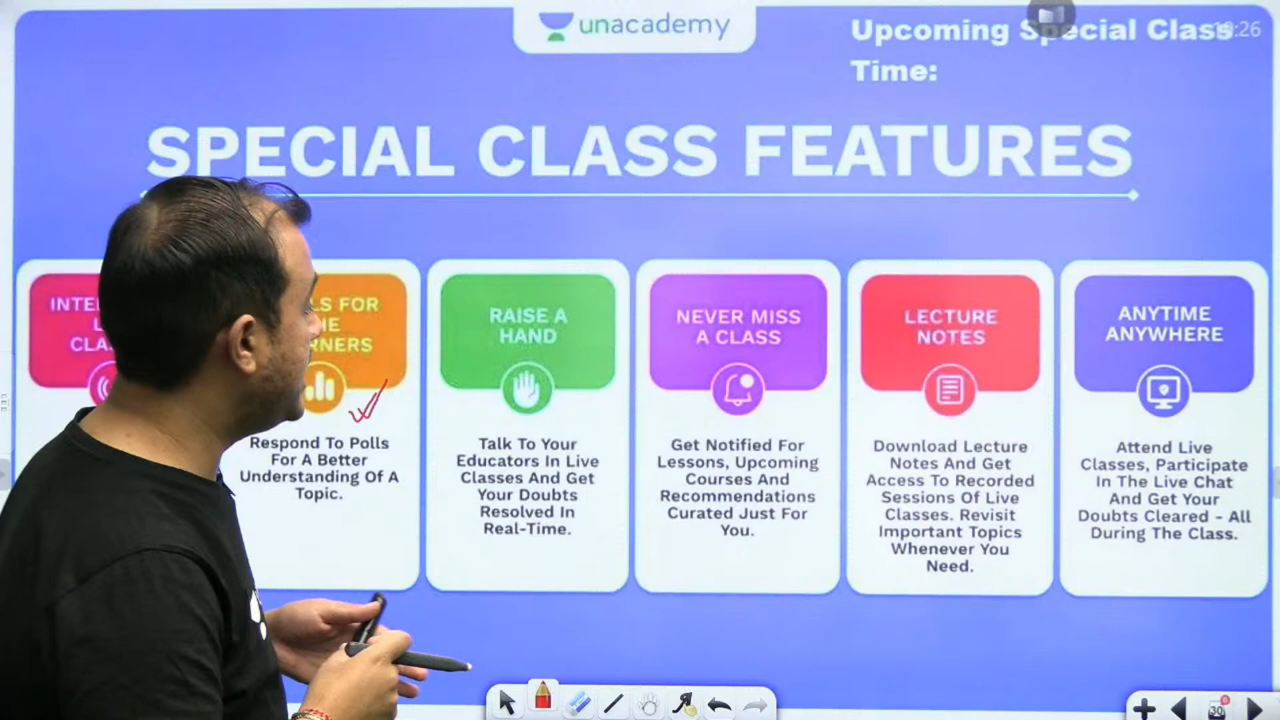 unacademy
Upcoming Special Class
Time:
:26
SPECIAL CLASS FEATURES
RAISE A
HAND
NEVER MISS
A CLASS
LECTURE
NOTES
ANYTIME
ANYWHERE
Respond To Polls
For A Better
Understanding Of A
Topic.
Talk To Your
Educators In Live
Classes And Get
Your Doubts
Resolved In
Real-Time.
Get Notified For
Lessons, Upcoming
Courses And
Recommendations
Curated Just For
You.
Download Lecture
Notes And Get
Access To Recorded
Sessions Of Live
Classes. Revisit
Important Topics
Whenever You
Need.
Attend Live
Classes, Participate
In The Live Chat
And Get Your
Doubts Cleared - All
During The Class.
30